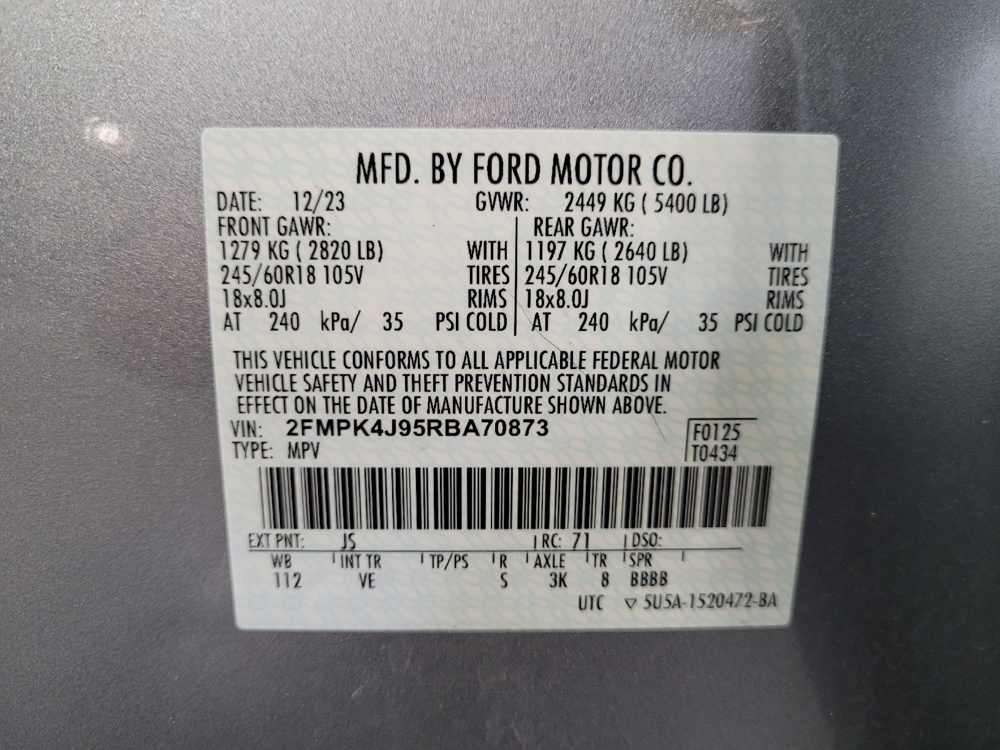 MFD. BY FORD MOTOR CO.
DATE: 12/23 GVWR: 2449 KG ( 5400 LB)
FRONT GAWR: REAR GAWR:
1279 KG ( 2820 LB) WITH 1197 KG ( 2640 LB) WITH
245/60R18 105V TIRES 245/60R18 105V TIRES
18x8.0J RIMS 18x8.0J RIMS
AT 240 kPa/ 35 PSI COLD AT 240 kPa/ 35 PSI COLD
THIS VEHICLE CONFORMS TO ALL APPLICABLE FEDERAL MOTOR
VEHICLE SAFETY AND THEFT PREVENTION STANDARDS IN
EFFECT ON THE DATE OF MANUFACTURE SHOWN ABOVE.
VIN: 2FMPK4J95RBA70873 F0125
TYPE: MPV T0434
EXT PNT: JS RC: 71 DSO:
WB INT TR TP/PS R AXLE TR SPR
112 VE S 3K 8 BBBB
UTC ▽ 5U5A-1520472-BA